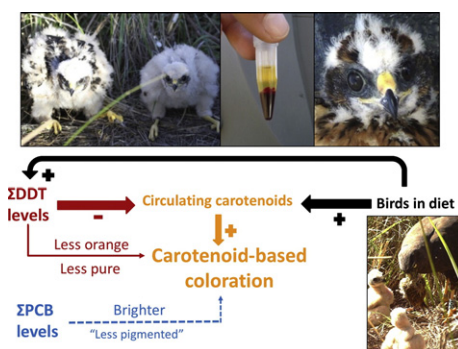 +
ΣDDT
levels
-
Circulating carotenoids
+
Birds in diet
+
Less orange
Less pure
Carotenoid-based
coloration
ΣPCB
levels
Brighter
"Less pigmented"